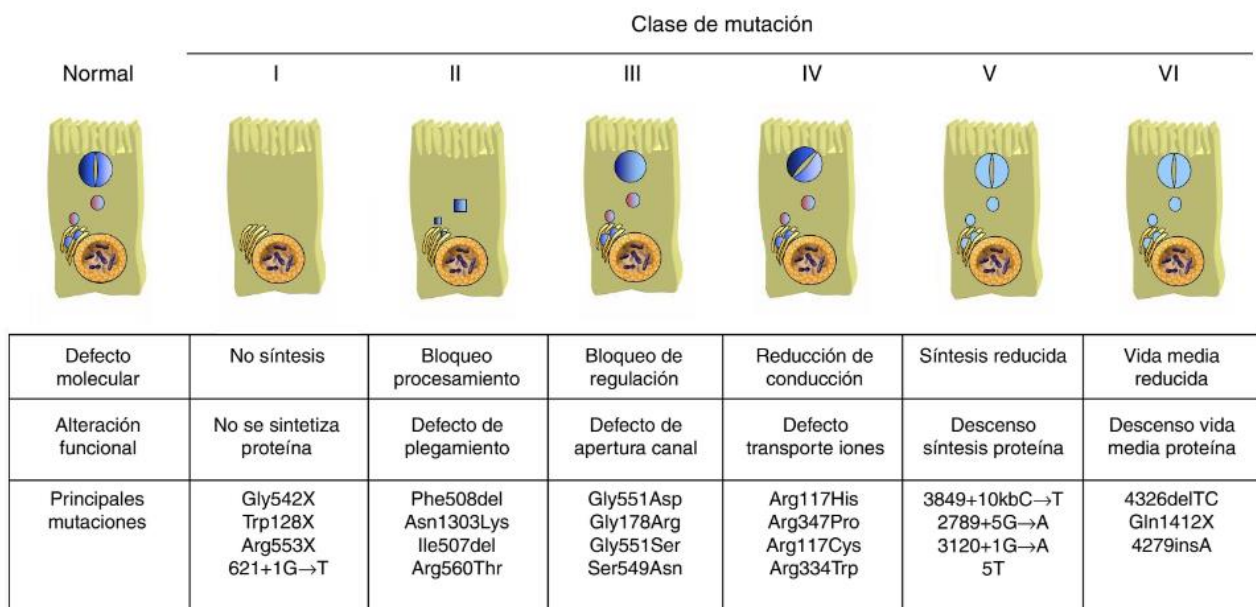 Clase de mutación
Normal I II III IV V VI
Defecto molecular
No síntesis
Bloqueo procesamiento
Bloqueo de regulación
Reducción de conducción
Síntesis reducida
Vida media reducida
Alteración funcional
No se sintetiza proteína
Defecto de plegamiento
Defecto de apertura canal
Defecto transporte iones
Descenso síntesis proteína
Descenso vida media proteína
Principales mutaciones
Gly542X
Trp128X
Arg553X
621+1G→T
Phe508del
Asn1303Lys
Ile507del
Arg560Thr
Gly551Asp
Gly178Arg
Gly551Ser
Ser549Asn
Arg117His
Arg347Pro
Arg117Cys
Arg334Trp
3849+10kbC→T
2789+5G→A
3120+1G→A
5T
4326delTC
Gln1412X
4279insA